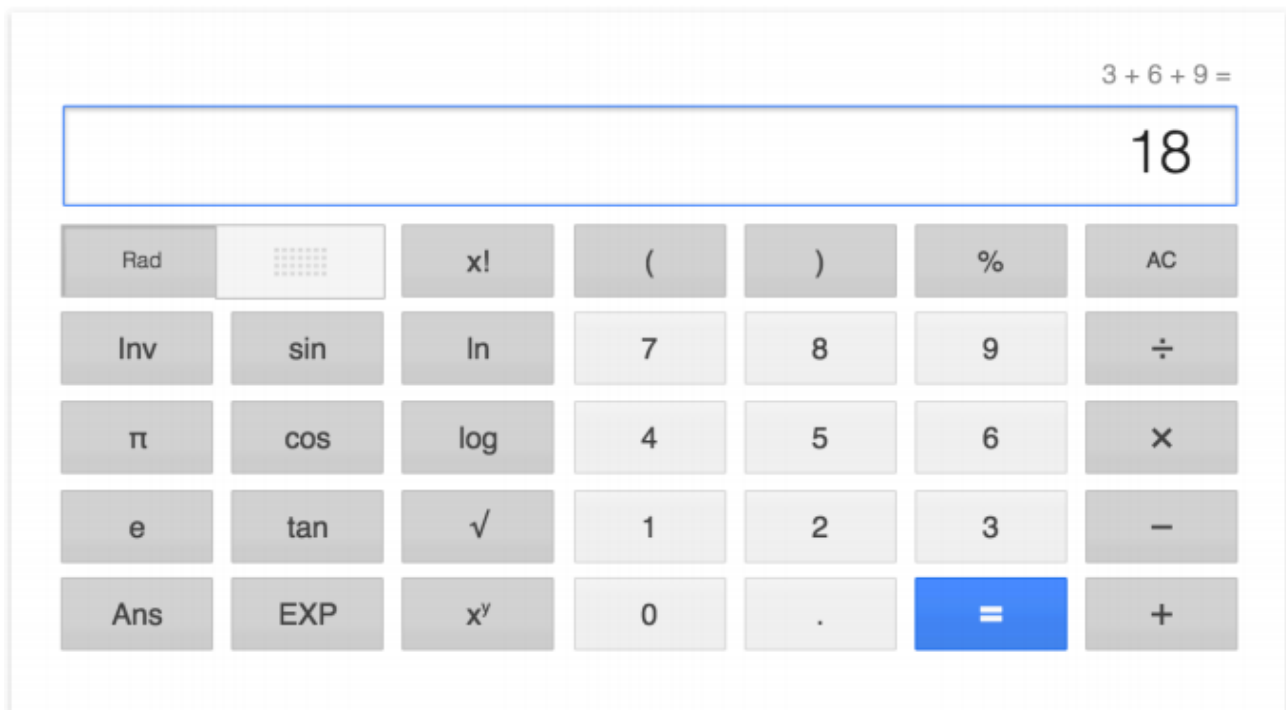 3 + 6 + 9 =
18
Rad x! ( ) % AC
Inv sin ln 7 8 9 ÷
π cos log 4 5 6 ×
e tan √ 1 2 3 −
Ans EXP xʸ 0 . = +